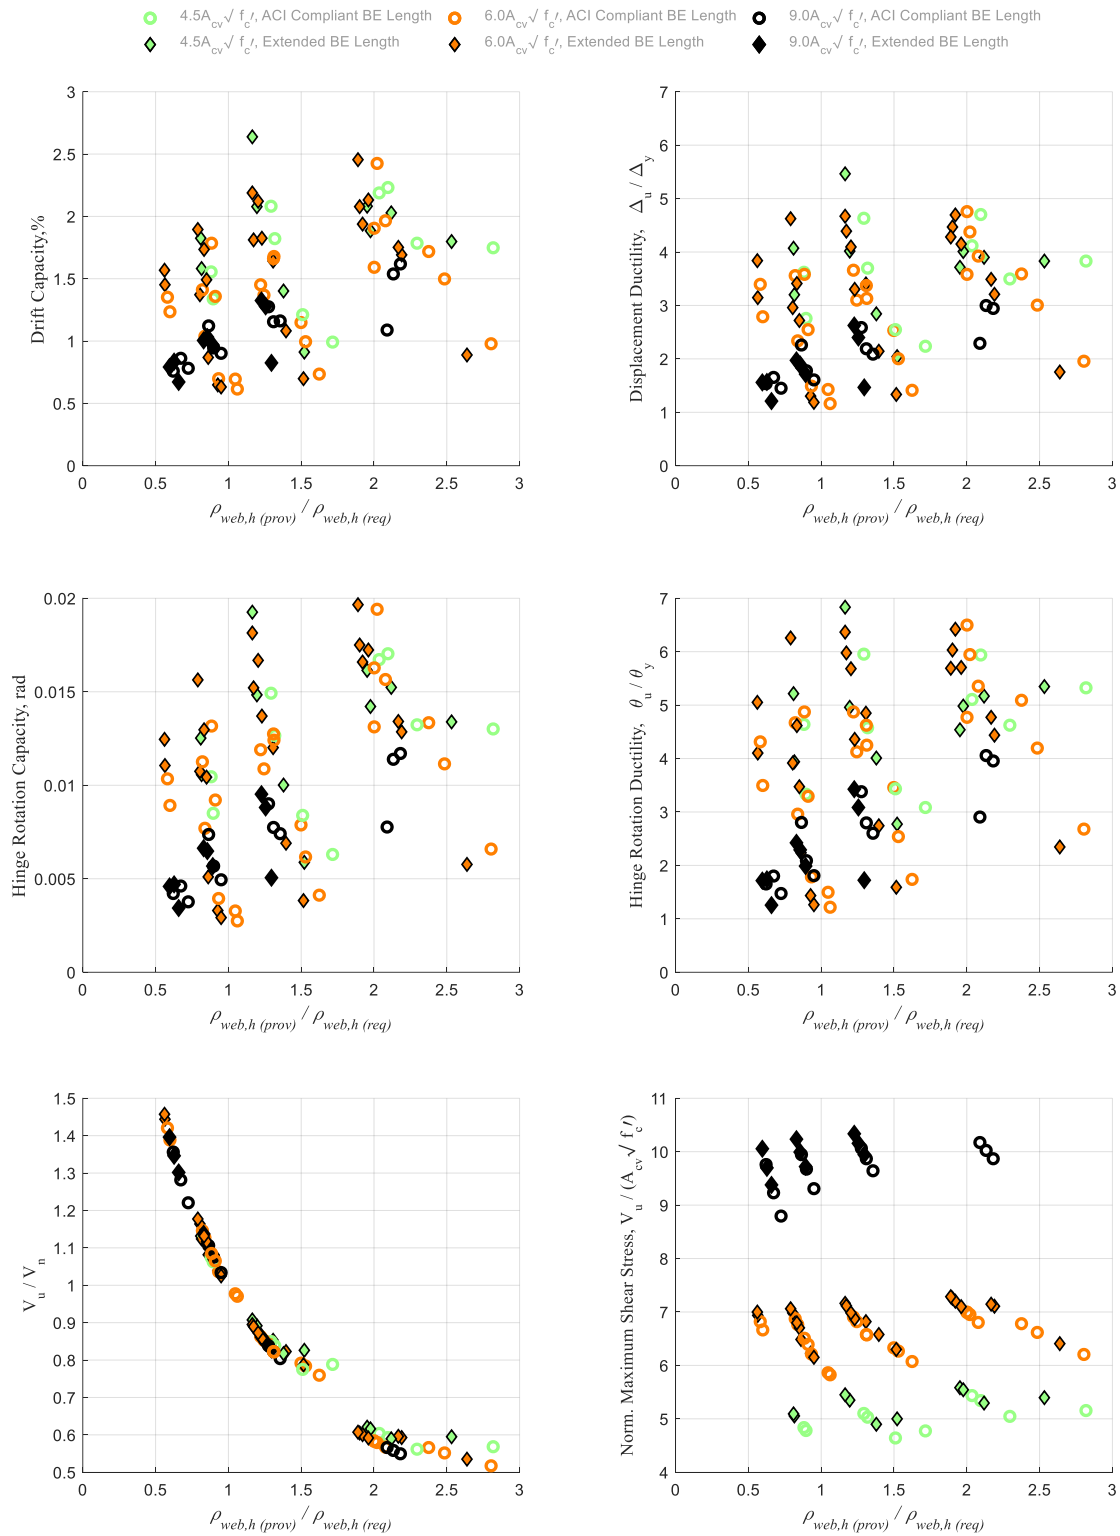 4.5A_cv√ f_c′, ACI Compliant BE Length 6.0A_cv√ f_c′, ACI Compliant BE Length 9.0A_cv√ f_c′, ACI Compliant BE Length
4.5A_cv√ f_c′, Extended BE Length 6.0A_cv√ f_c′, Extended BE Length 9.0A_cv√ f_c′, Extended BE Length
Drift Capacity,%
3
2.5
2
1.5
1
0.5
0
0 0.5 1 1.5 2 2.5 3
ρ_web,h (prov) / ρ_web,h (req)
Displacement Ductility, Δ_u / Δ_y
7
6
5
4
3
2
1
0
0 0.5 1 1.5 2 2.5 3
ρ_web,h (prov) / ρ_web,h (req)
Hinge Rotation Capacity, rad
0.02
0.015
0.01
0.005
0
0 0.5 1 1.5 2 2.5 3
ρ_web,h (prov) / ρ_web,h (req)
Hinge Rotation Ductility, θ_u / θ_y
7
6
5
4
3
2
1
0
0 0.5 1 1.5 2 2.5 3
ρ_web,h (prov) / ρ_web,h (req)
V_u / V_n
1.5
1.4
1.3
1.2
1.1
1
0.9
0.8
0.7
0.6
0.5
0 0.5 1 1.5 2 2.5 3
ρ_web,h (prov) / ρ_web,h (req)
Norm. Maximum Shear Stress, V_u / (A_cv√ f_c′)
11
10
9
8
7
6
5
4
0 0.5 1 1.5 2 2.5 3
ρ_web,h (prov) / ρ_web,h (req)